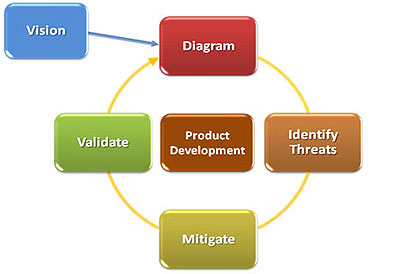 Vision
Diagram
Validate
Product
Development
Identify
Threats
Mitigate